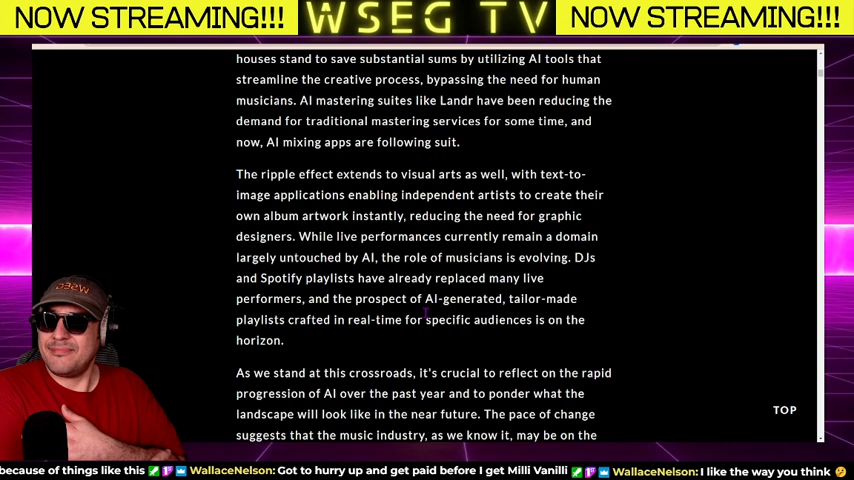 NOW STREAMING!!! WSEG TV NOW STREAMING!!!
houses stand to save substantial sums by utilizing AI tools that
streamline the creative process, bypassing the need for human
musicians. AI mastering suites like Landr have been reducing the
demand for traditional mastering services for some time, and
now, AI mixing apps are following suit.
The ripple effect extends to visual arts as well, with text-to-
image applications enabling independent artists to create their
own album artwork instantly, reducing the need for graphic
designers. While live performances currently remain a domain
largely untouched by AI, the role of musicians is evolving. DJs
and Spotify playlists have already replaced many live
performers, and the prospect of AI-generated, tailor-made
playlists crafted in real-time for specific audiences is on the
horizon.
As we stand at this crossroads, it's crucial to reflect on the rapid
progression of AI over the past year and to ponder what the
landscape will look like in the near future. The pace of change
suggests that the music industry, as we know it, may be on the
TOP
because of things like this WallaceNelson: Got to hurry up and get paid before I get Milli Vanilli WallaceNelson: I like the way you think